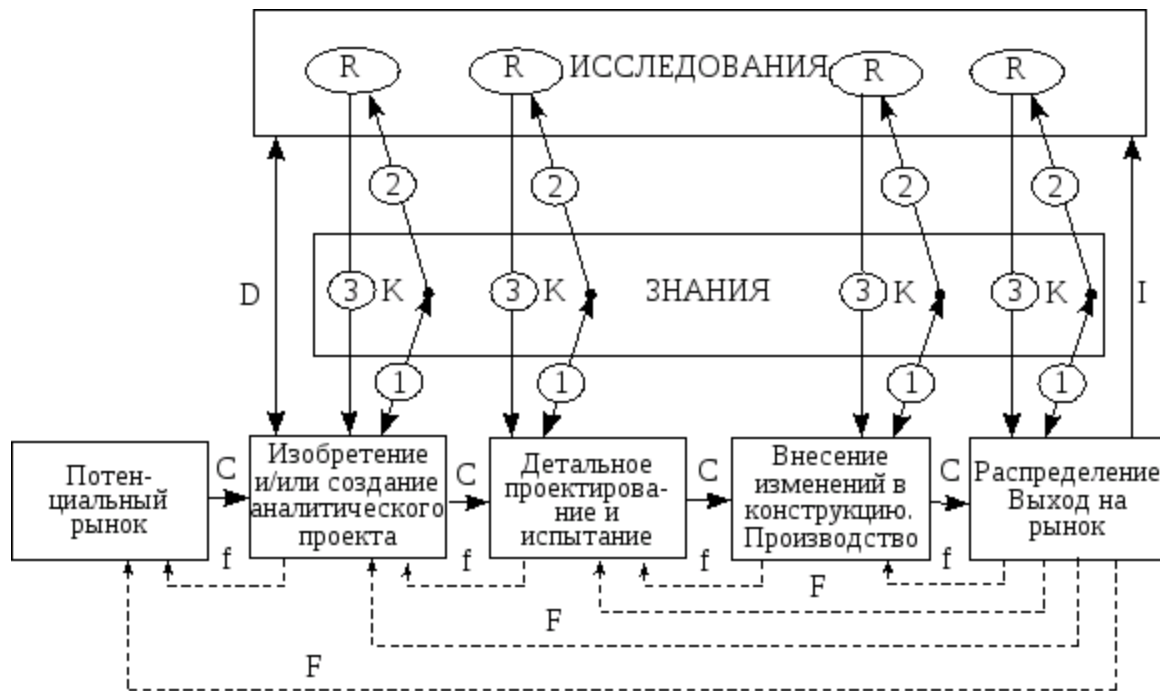 R R ИССЛЕДОВАНИЯ R R
2 2 2 2
D 3 K 3 K ЗНАНИЯ 3 K 3 K I
1 1 1 1
Потен-
циальный
рынок
C
Изобретение
и/или создание
аналитического
проекта
C
Детальное
проектирова-
ние и
испытание
C
Внесение
изменений в
конструкцию.
Производство
C
Распределение
Выход на
рынок
f f f f
F
F
F